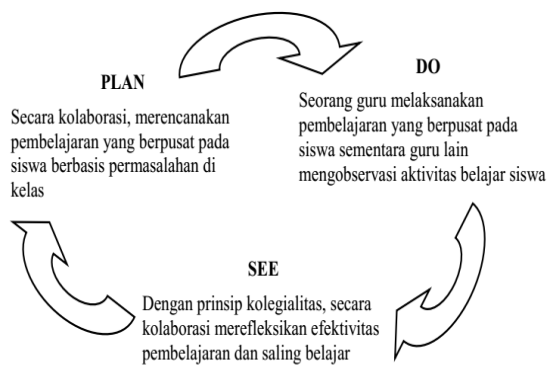 PLAN
Secara kolaborasi, merencanakan
pembelajaran yang berpusat pada
siswa berbasis permasalahan di
kelas
DO
Seorang guru melaksanakan
pembelajaran yang berpusat pada
siswa sementara guru lain
mengobservasi aktivitas belajar siswa
SEE
Dengan prinsip kolegialitas, secara
kolaborasi merefleksikan efektivitas
pembelajaran dan saling belajar